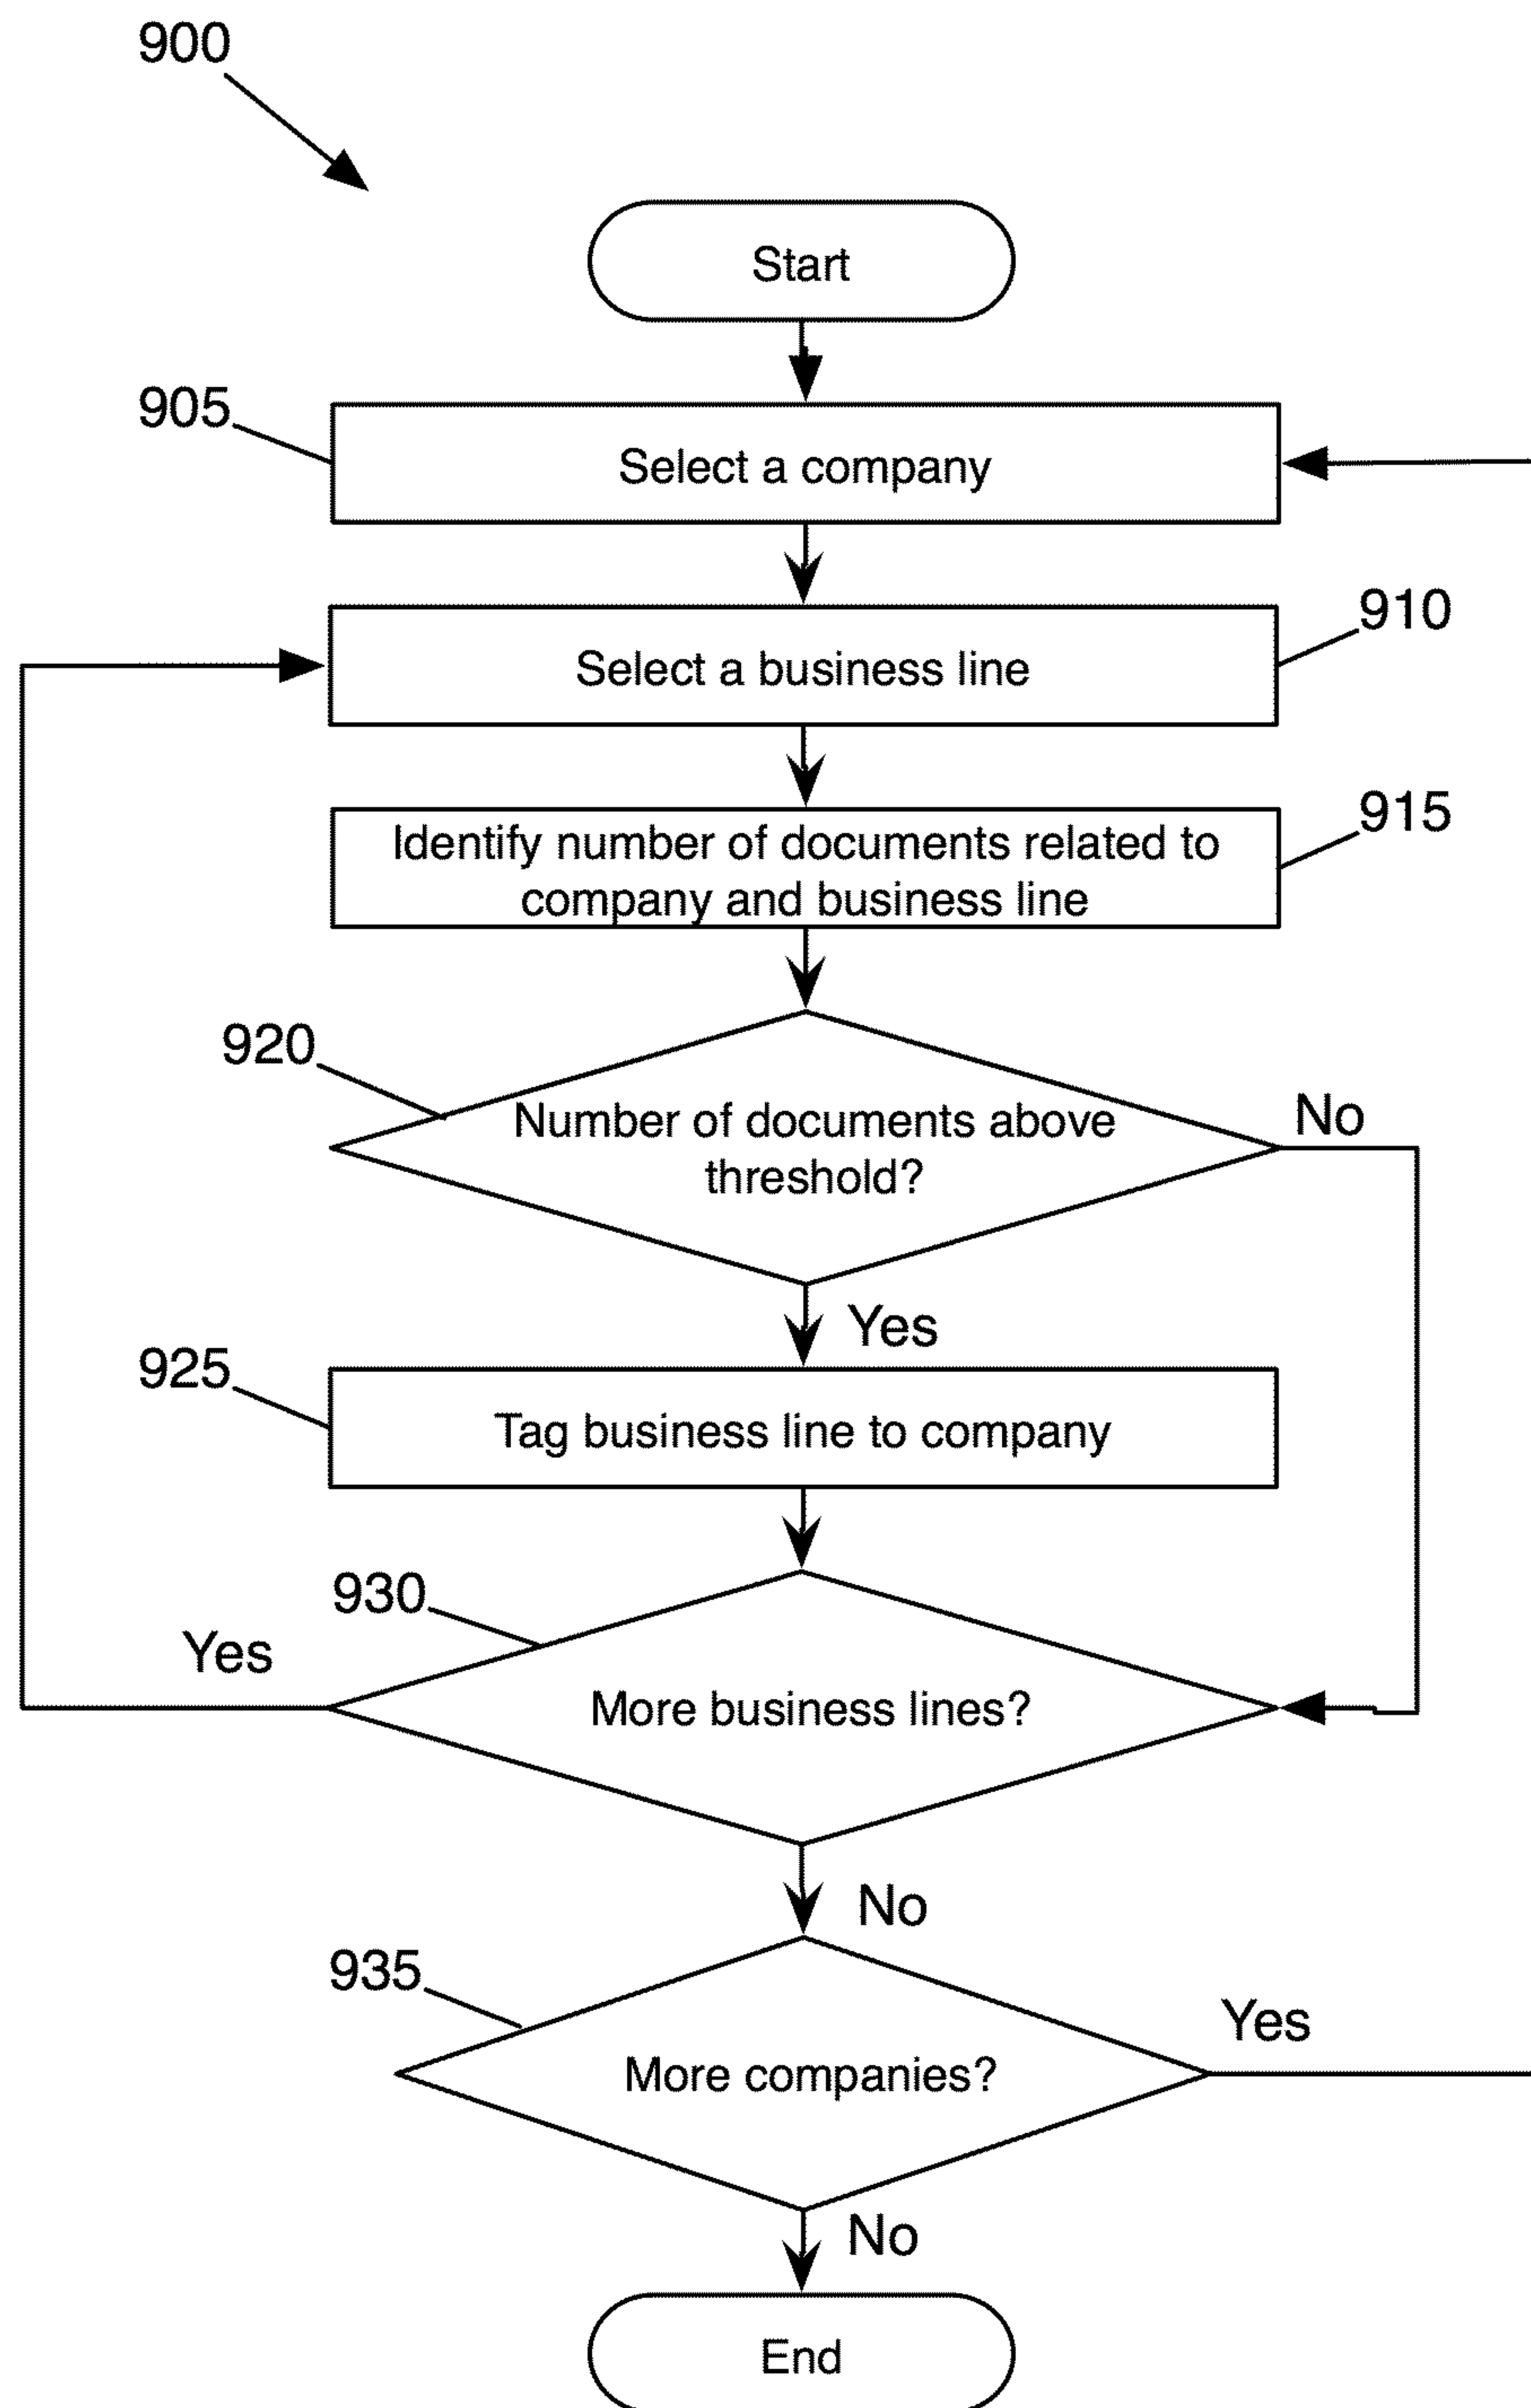 900
Start
905
Select a company
910
Select a business line
915
Identify number of documents related to
company and business line
920
Number of documents above
threshold?
No
Yes
925
Tag business line to company
930
Yes
More business lines?
No
935
Yes
More companies?
No
End